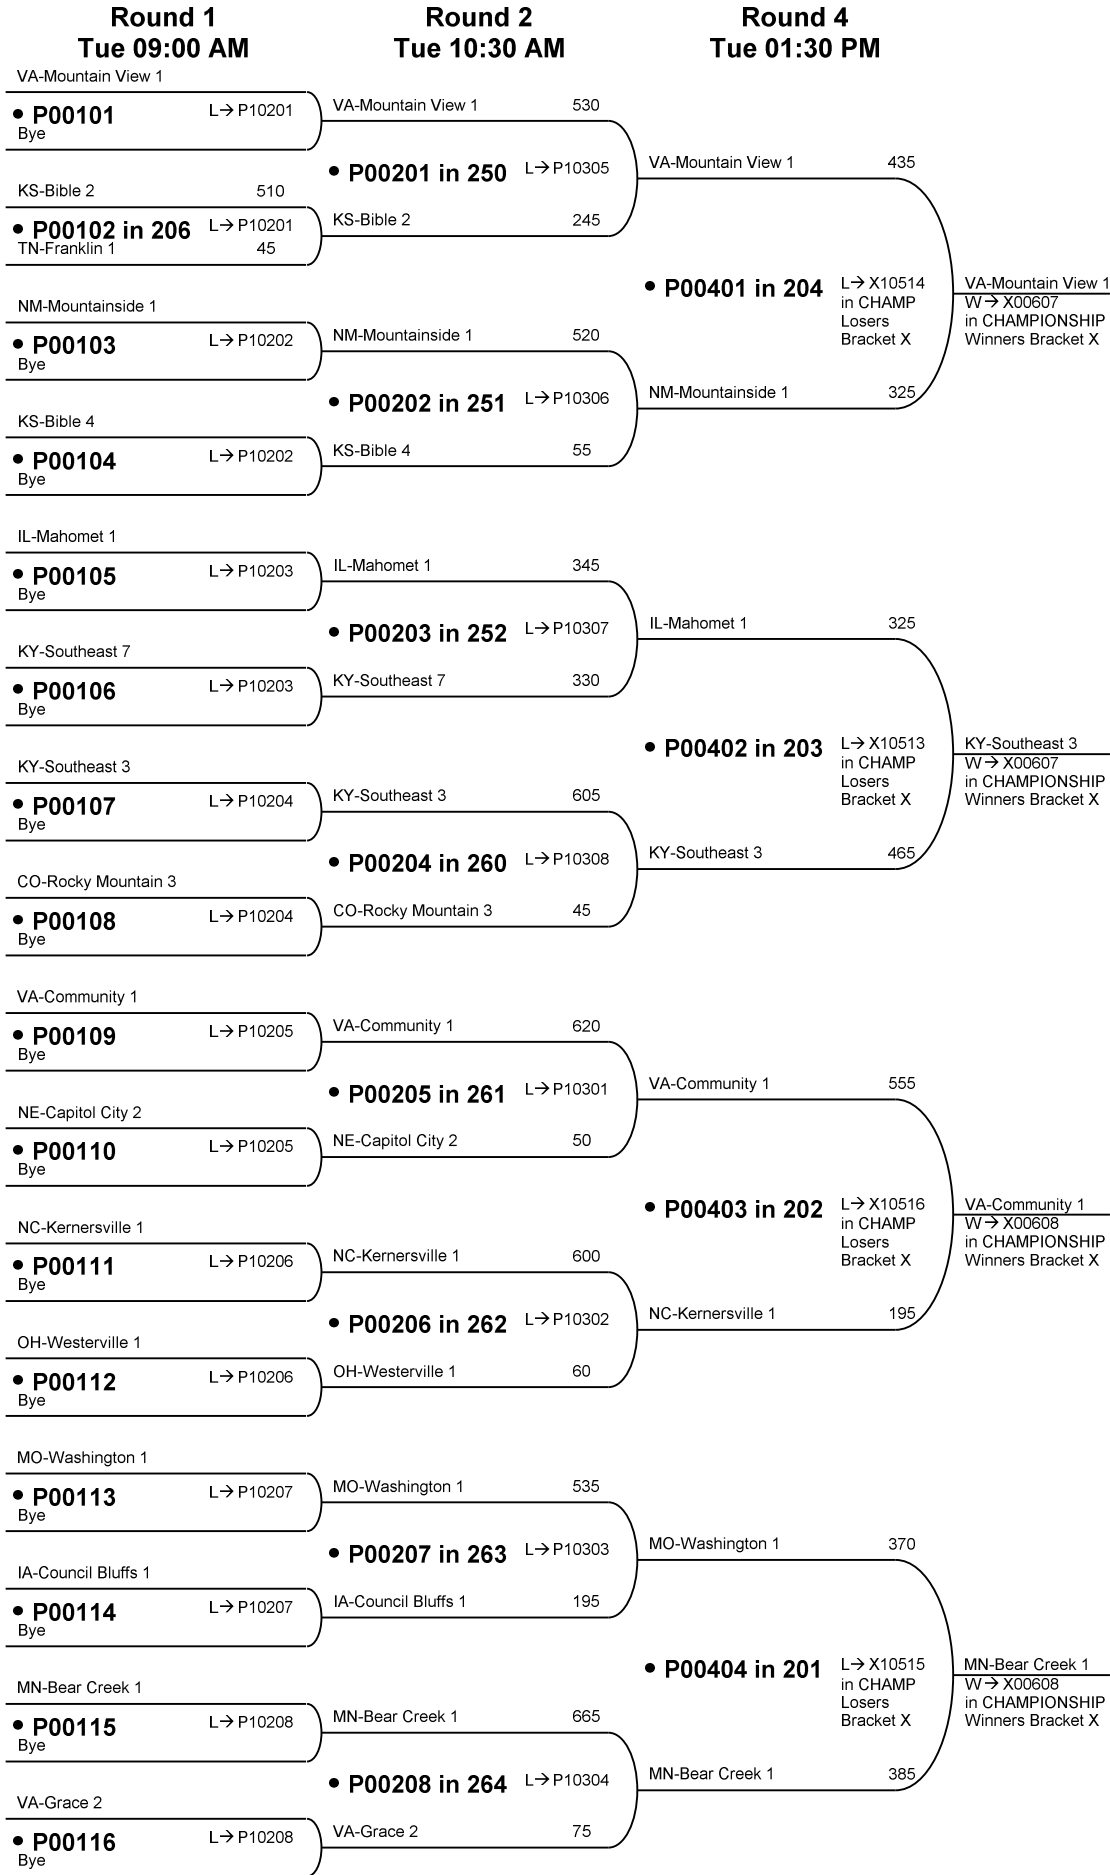 Round 1
Tue 09:00 AM
Round 2
Tue 10:30 AM
Round 4
Tue 01:30 PM
VA-Mountain View 1
• P00101 L→P10201
Bye
KS-Bible 2 510
• P00102 in 206 L→P10201
TN-Franklin 1 45
NM-Mountainside 1
• P00103 L→P10202
Bye
KS-Bible 4
• P00104 L→P10202
Bye
IL-Mahomet 1
• P00105 L→P10203
Bye
KY-Southeast 7
• P00106 L→P10203
Bye
KY-Southeast 3
• P00107 L→P10204
Bye
CO-Rocky Mountain 3
• P00108 L→P10204
Bye
VA-Community 1
• P00109 L→P10205
Bye
NE-Capitol City 2
• P00110 L→P10205
Bye
NC-Kernersville 1
• P00111 L→P10206
Bye
OH-Westerville 1
• P00112 L→P10206
Bye
MO-Washington 1
• P00113 L→P10207
Bye
IA-Council Bluffs 1
• P00114 L→P10207
Bye
MN-Bear Creek 1
• P00115 L→P10208
Bye
VA-Grace 2
• P00116 L→P10208
Bye
VA-Mountain View 1 530
• P00201 in 250 L→P10305
KS-Bible 2 245
NM-Mountainside 1 520
• P00202 in 251 L→P10306
KS-Bible 4 55
IL-Mahomet 1 345
• P00203 in 252 L→P10307
KY-Southeast 7 330
KY-Southeast 3 605
• P00204 in 260 L→P10308
CO-Rocky Mountain 3 45
VA-Community 1 620
• P00205 in 261 L→P10301
NE-Capitol City 2 50
NC-Kernersville 1 600
• P00206 in 262 L→P10302
OH-Westerville 1 60
MO-Washington 1 535
• P00207 in 263 L→P10303
IA-Council Bluffs 1 195
MN-Bear Creek 1 665
• P00208 in 264 L→P10304
VA-Grace 2 75
VA-Mountain View 1 435
• P00401 in 204 L→X10514
in CHAMP
Losers
Bracket X
NM-Mountainside 1 325
IL-Mahomet 1 325
• P00402 in 203 L→X10513
in CHAMP
Losers
Bracket X
KY-Southeast 3 465
VA-Community 1 555
• P00403 in 202 L→X10516
in CHAMP
Losers
Bracket X
NC-Kernersville 1 195
MO-Washington 1 370
• P00404 in 201 L→X10515
in CHAMP
Losers
Bracket X
MN-Bear Creek 1 385
VA-Mountain View 1
W→X00607
in CHAMPIONSHIP
Winners Bracket X
KY-Southeast 3
W→X00607
in CHAMPIONSHIP
Winners Bracket X
VA-Community 1
W→X00608
in CHAMPIONSHIP
Winners Bracket X
MN-Bear Creek 1
W→X00608
in CHAMPIONSHIP
Winners Bracket X